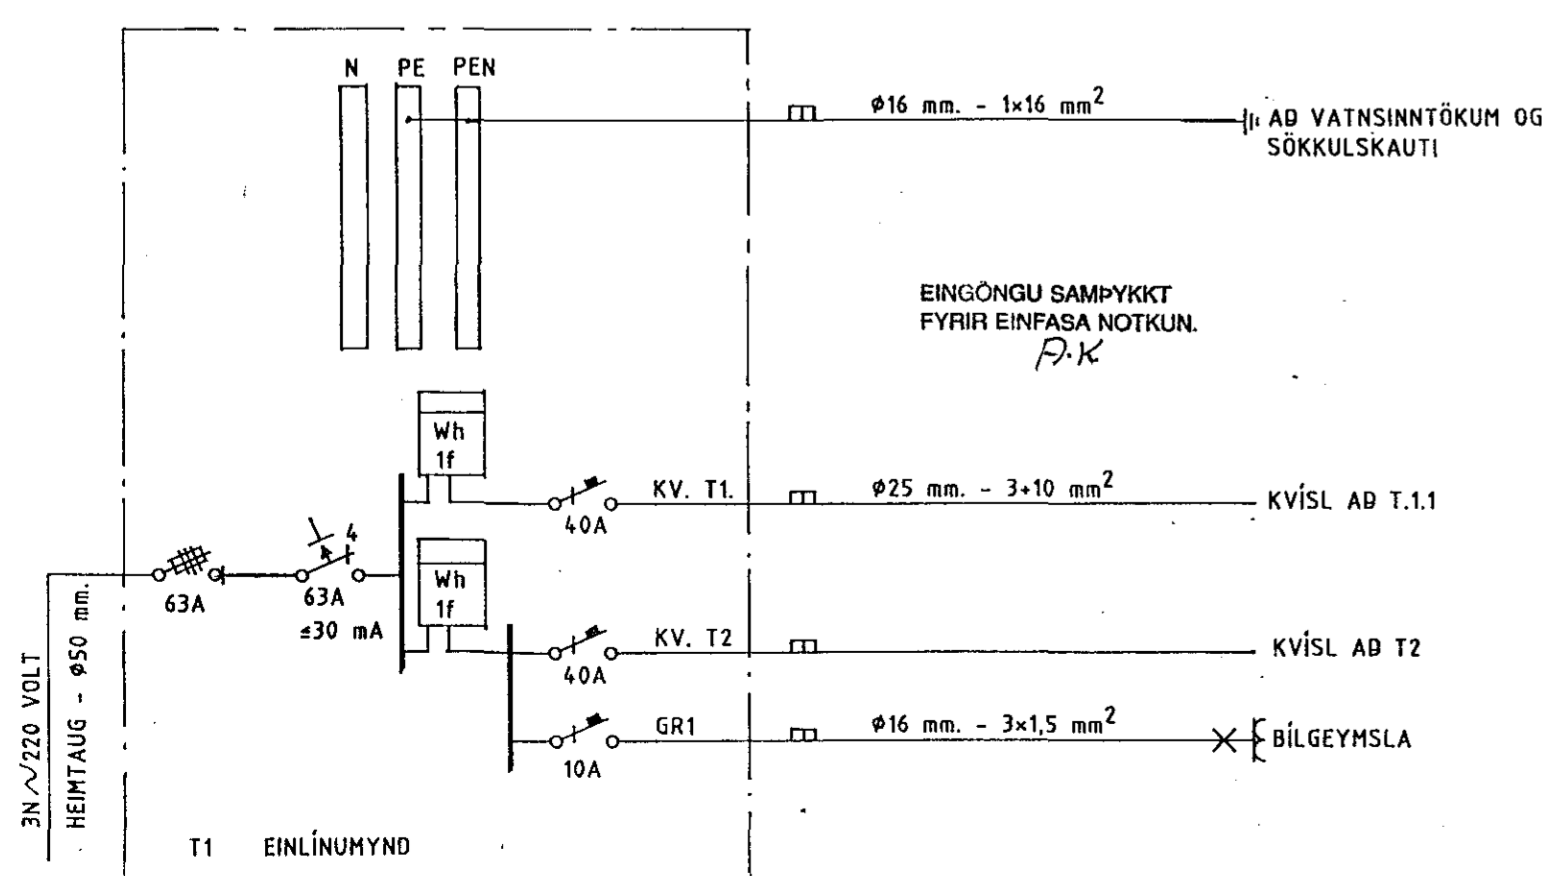 N PE PEN
ø16 mm. - 1×16 mm²
AÐ VATNSINNTÖKUM OG
SÖKKULSKAUTI
EINGÖNGU SAMÞYKKT
FYRIR EINFASA NOTKUN.
A.K
Wh
1f
KV. T1.
ø25 mm. - 3+10 mm²
KVÍSL AÐ T.1.1
40A
4
63A
63A
≤30 mA
Wh
1f
KV. T2
KVÍSL AÐ T2
40A
GR1
ø16 mm. - 3×1,5 mm²
BÍLGEYMSLA
10A
3N ~/220 VOLT
HEIMTAUG - ø50 mm.
T1 EINLÍNUMYND